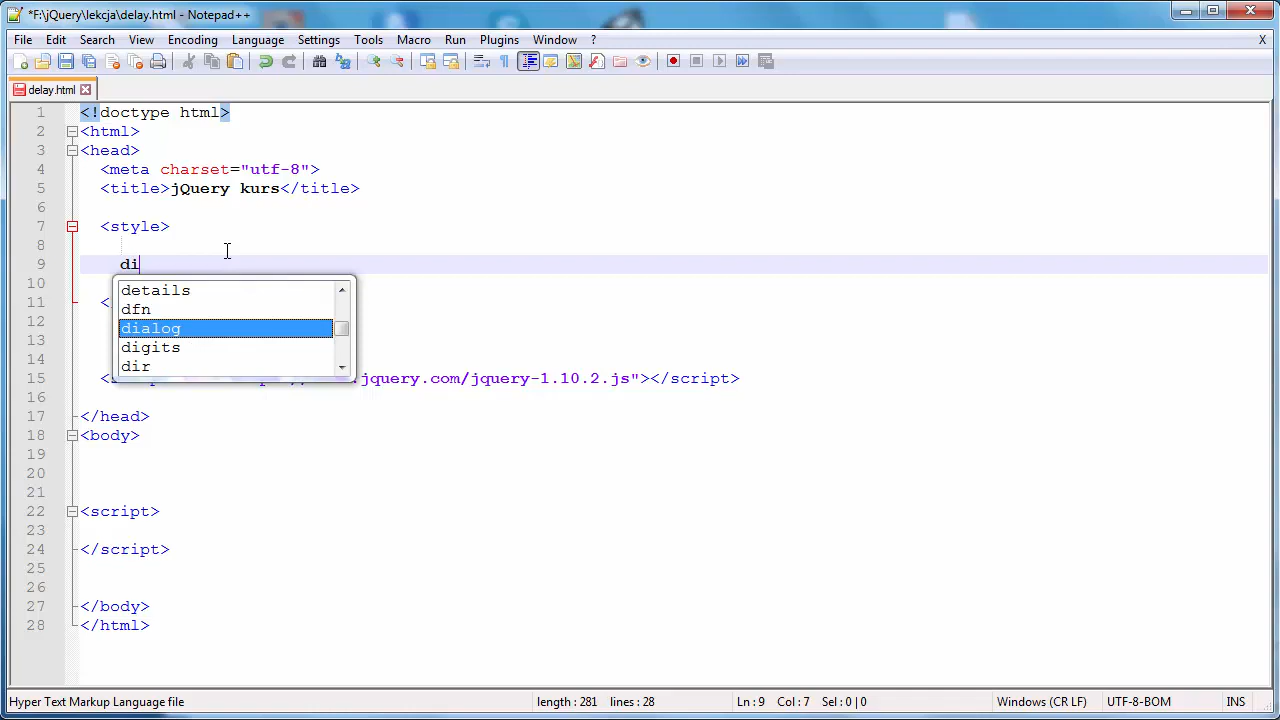 *F:\jQuery\lekcja\delay.html - Notepad++
File Edit Search View Encoding Language Settings Tools Macro Run Plugins Window ? X
delay.html
1 <!doctype html>
2 <html>
3 <head>
4 <meta charset="utf-8">
5 <title>jQuery kurs</title>
6
7 <style>
8
9 di
details
10
dfn
11 <
dialog
12
digits
13
dir
14
15 < .jquery.com/jquery-1.10.2.js"></script>
16
17 </head>
18 <body>
19
20
21
22 <script>
23
24 </script>
25
26
27 </body>
28 </html>
Hyper Text Markup Language file length : 281 lines : 28 Ln : 9 Col : 7 Sel : 0 | 0 Windows (CR LF) UTF-8-BOM INS